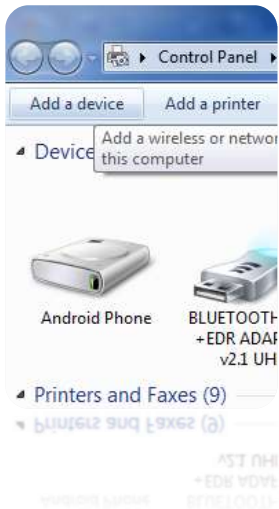 Control Panel
Add a device Add a printer
Device
Add a wireless or networ
this computer
Android Phone
BLUETOOTH
+EDR ADAP
v2.1 UH
Printers and Faxes (9)